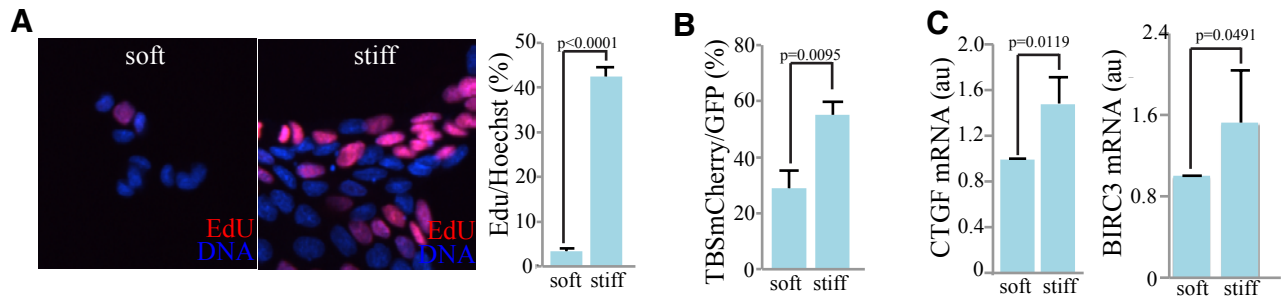 A
soft
stiff
EdU
DNA
EdU
DNA
Edu/Hoechst (%)
50
40
30
20
10
0
p<0.0001
soft stiff
B
TBSmCherry/GFP (%)
80
60
40
20
0
p=0.0095
soft stiff
C
CTGF mRNA (au)
2.0
1.6
1.2
0.8
0.4
0
p=0.0119
soft stiff
BIRC3 mRNA (au)
2.4
1.6
0.8
0
p=0.0491
soft stiff